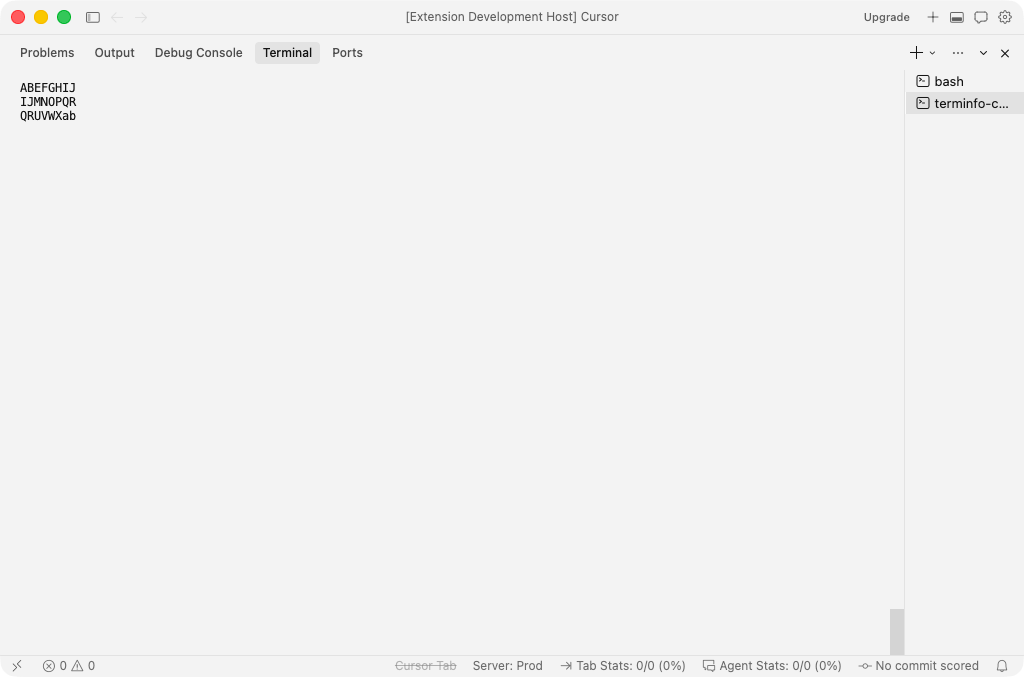 [Extension Development Host] Cursor
Upgrade
Problems Output Debug Console Terminal Ports
ABEFGHIJ
IJMNOPQR
QRUVWXab
bash
terminfo-c...
0 0 Cursor Tab Server: Prod Tab Stats: 0/0 (0%) Agent Stats: 0/0 (0%) No commit scored